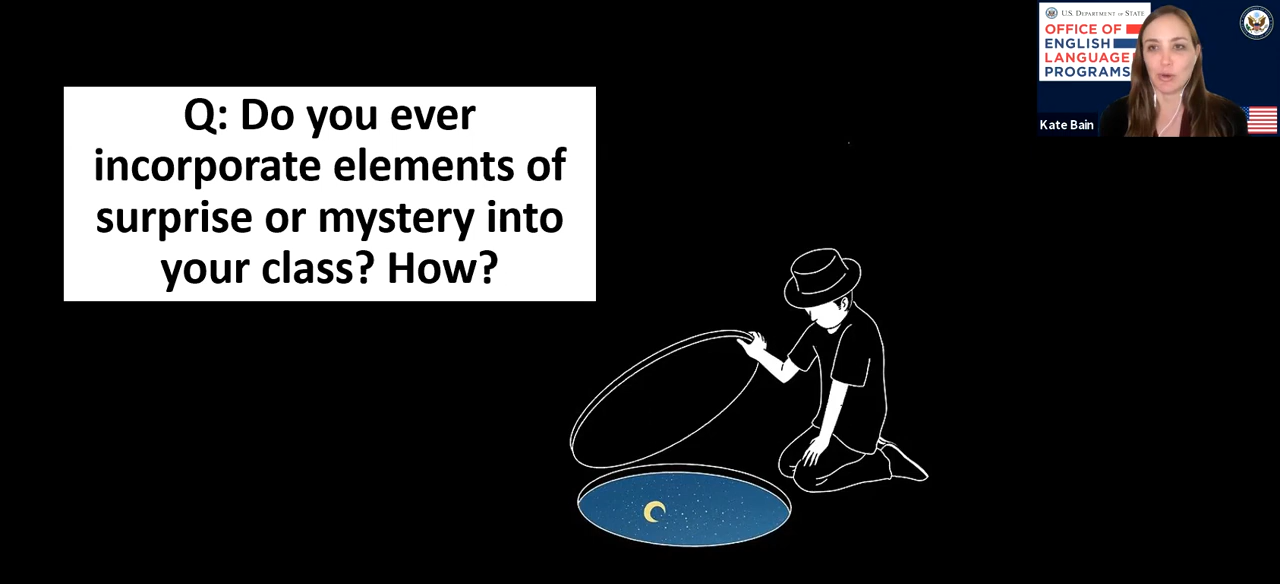 Q: Do you ever
incorporate elements of
surprise or mystery into
your class? How?
U.S. DEPARTMENT OF STATE
OFFICE OF
ENGLISH
LANGUAGE
PROGRAMS
Kate Bain